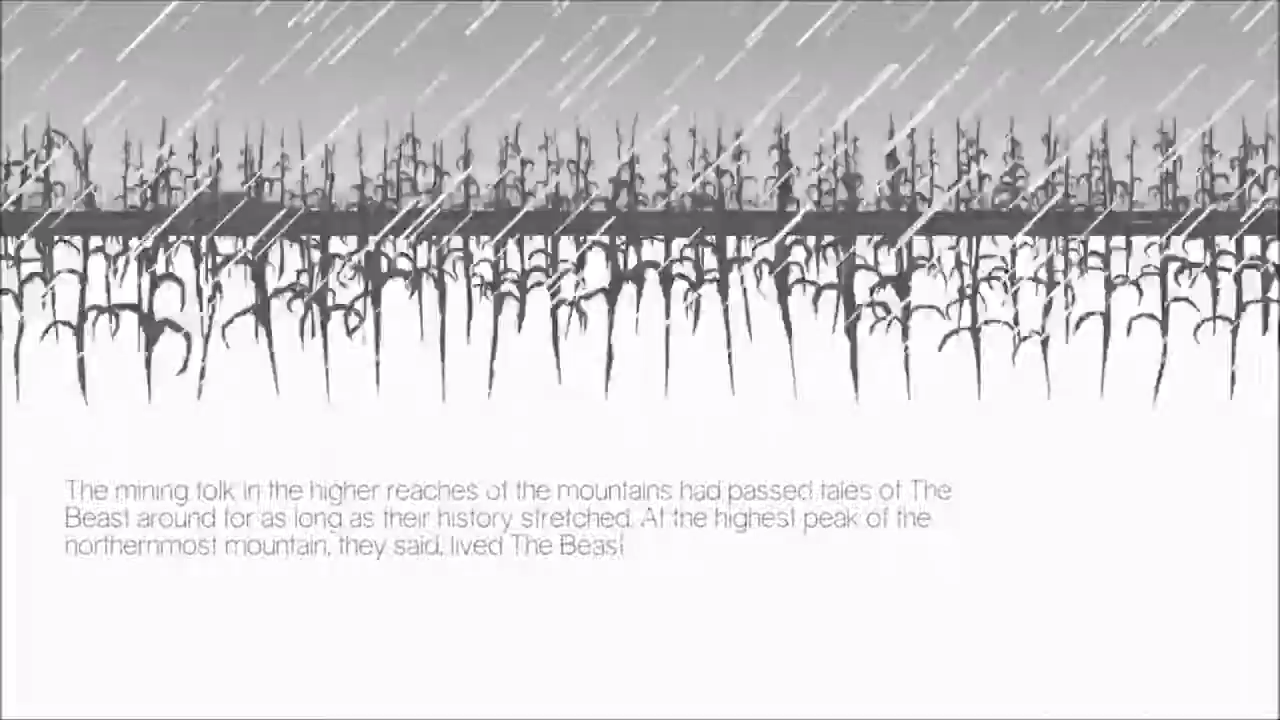 The mining folk in the higher reaches of the mountains had passed tales of The
Beast around for as long as their history stretched. At the highest peak of the
northernmost mountain, they said, lived The Beast